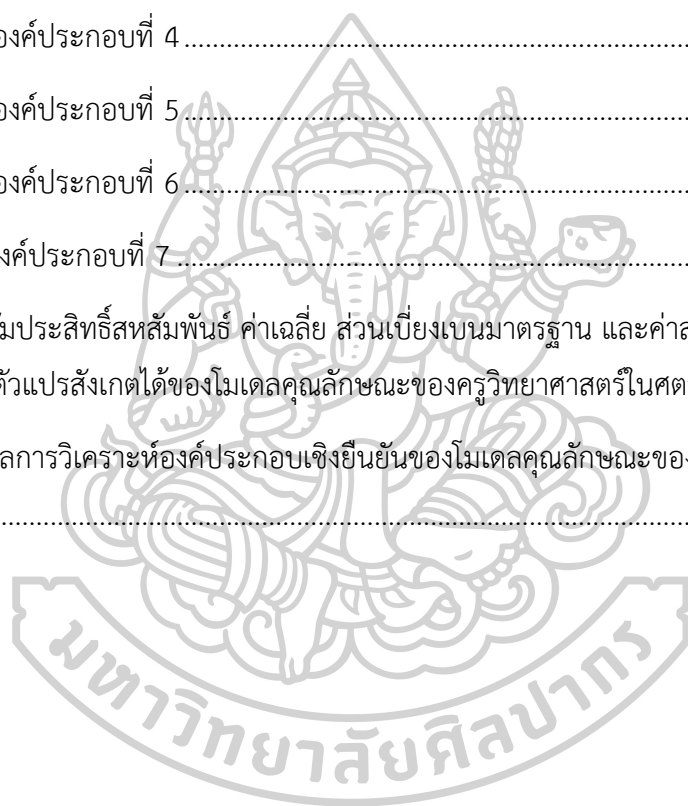 องค์ประกอบที่ 4
องค์ประกอบที่ 5
องค์ประกอบที่ 6
องค์ประกอบที่ 7
สัมประสิทธิ์สหสัมพันธ์ ค่าเฉลี่ย ส่วนเบี่ยงเบนมาตรฐาน และค่า
ตัวแปรสังเกตได้ของโมเดลคุณลักษณะของครูวิทยาศาสตร์ในศต
ลการวิเคราะห์องค์ประกอบเชิงยืนยันของโมเดลคุณลักษณะของ
มหาวิทยาลัยศิลปากร